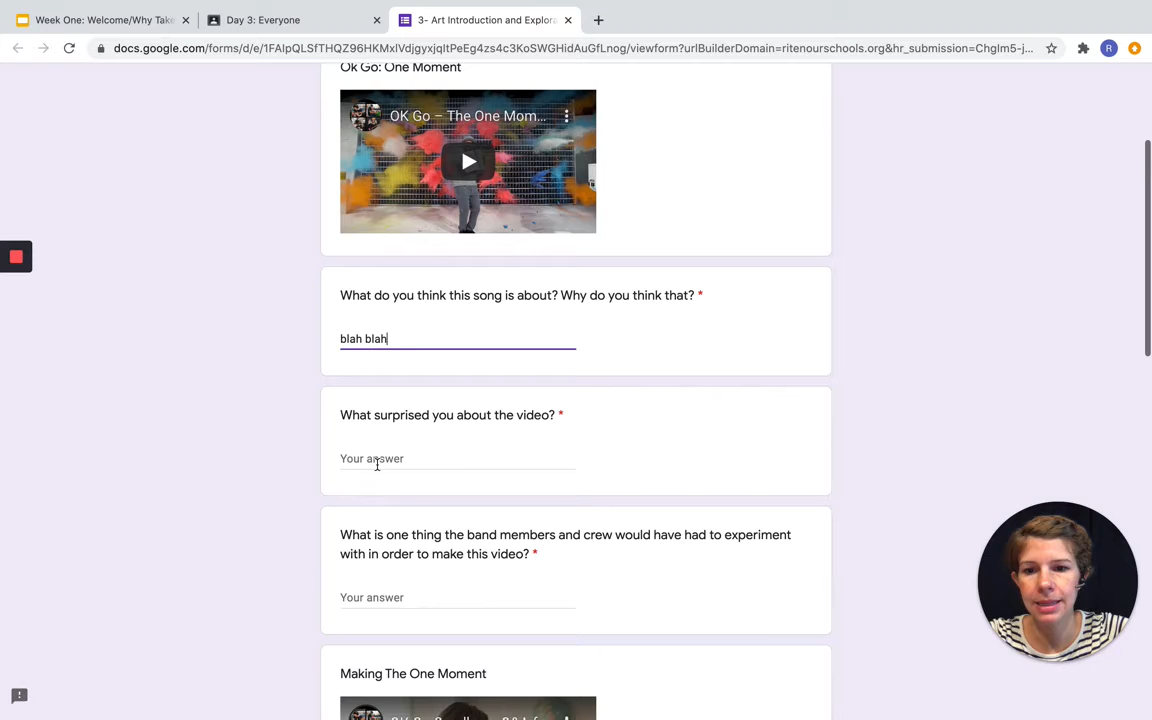 Week One: Welcome/Why Take
Day 3: Everyone
3- Art Introduction and Explora
docs.google.com/forms/d/e/1FAIpQLSfTHQZ96HKMxlVdjgyxjqltPeEg4zs4c3KoSWGHidAuGfLnog/viewform?urlBuilderDomain=ritenourschools.org&hr_submission=ChgIm5-j...
R
Ok Go: One Moment
OK Go – The One Mom...
What do you think this song is about? Why do you think that? *
blah blah
What surprised you about the video? *
Your answer
What is one thing the band members and crew would have had to experiment
with in order to make this video? *
Your answer
Making The One Moment